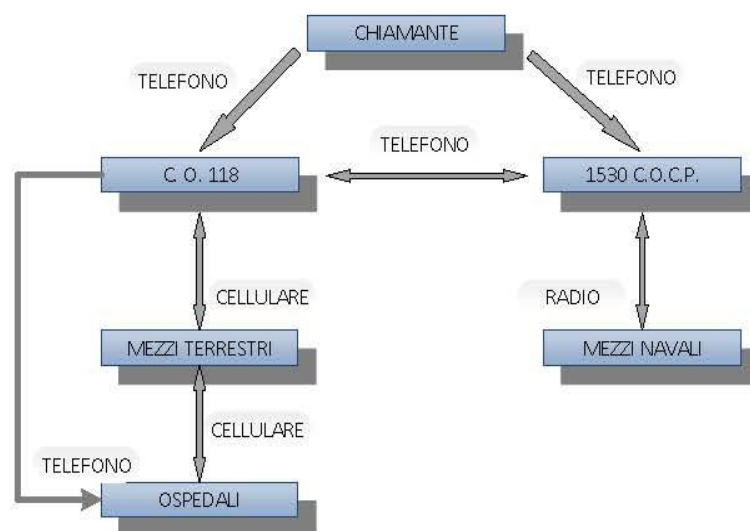 CHIAMANTE
TELEFONO
TELEFONO
TELEFONO
C. O. 118
1530 C.O.C.P.
CELLULARE
RADIO
MEZZI TERRESTRI
MEZZI NAVALI
CELLULARE
TELEFONO
OSPEDALI